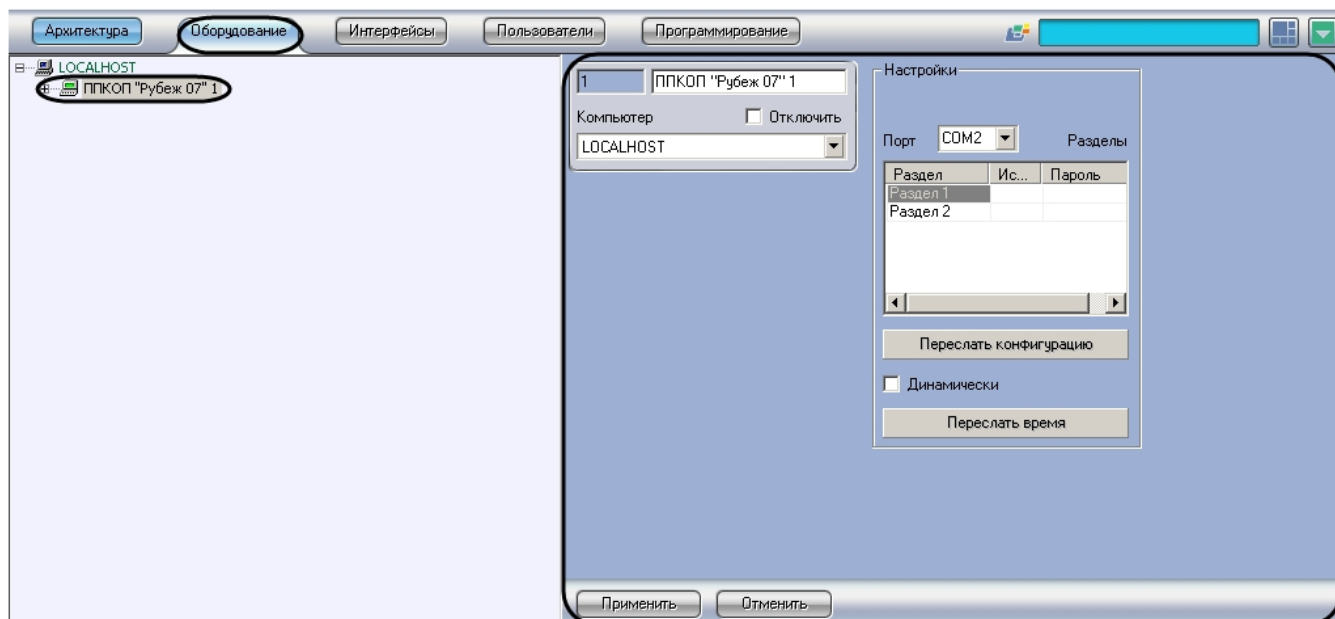 Архитектура Оборудование Интерфейсы Пользователи Программирование
LOCALHOST
ППКОП "Рубеж 07" 1
1 ППКОП "Рубеж 07" 1
Компьютер Отключить
LOCALHOST
Настройки
Порт COM2 Разделы
Раздел Ис... Пароль
Раздел 1
Раздел 2
Переслать конфигурацию
Динамически
Переслать время
Применить Отменить